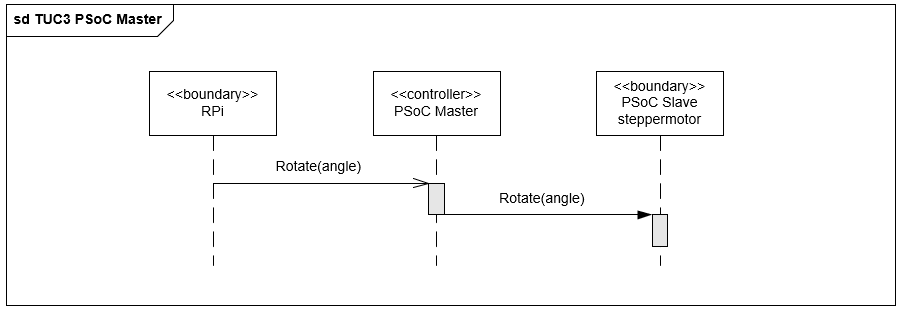 sd TUC3 PSoC Master
<<boundary>>
RPi
<<controller>>
PSoC Master
<<boundary>>
PSoC Slave
steppermotor
Rotate(angle)
Rotate(angle)